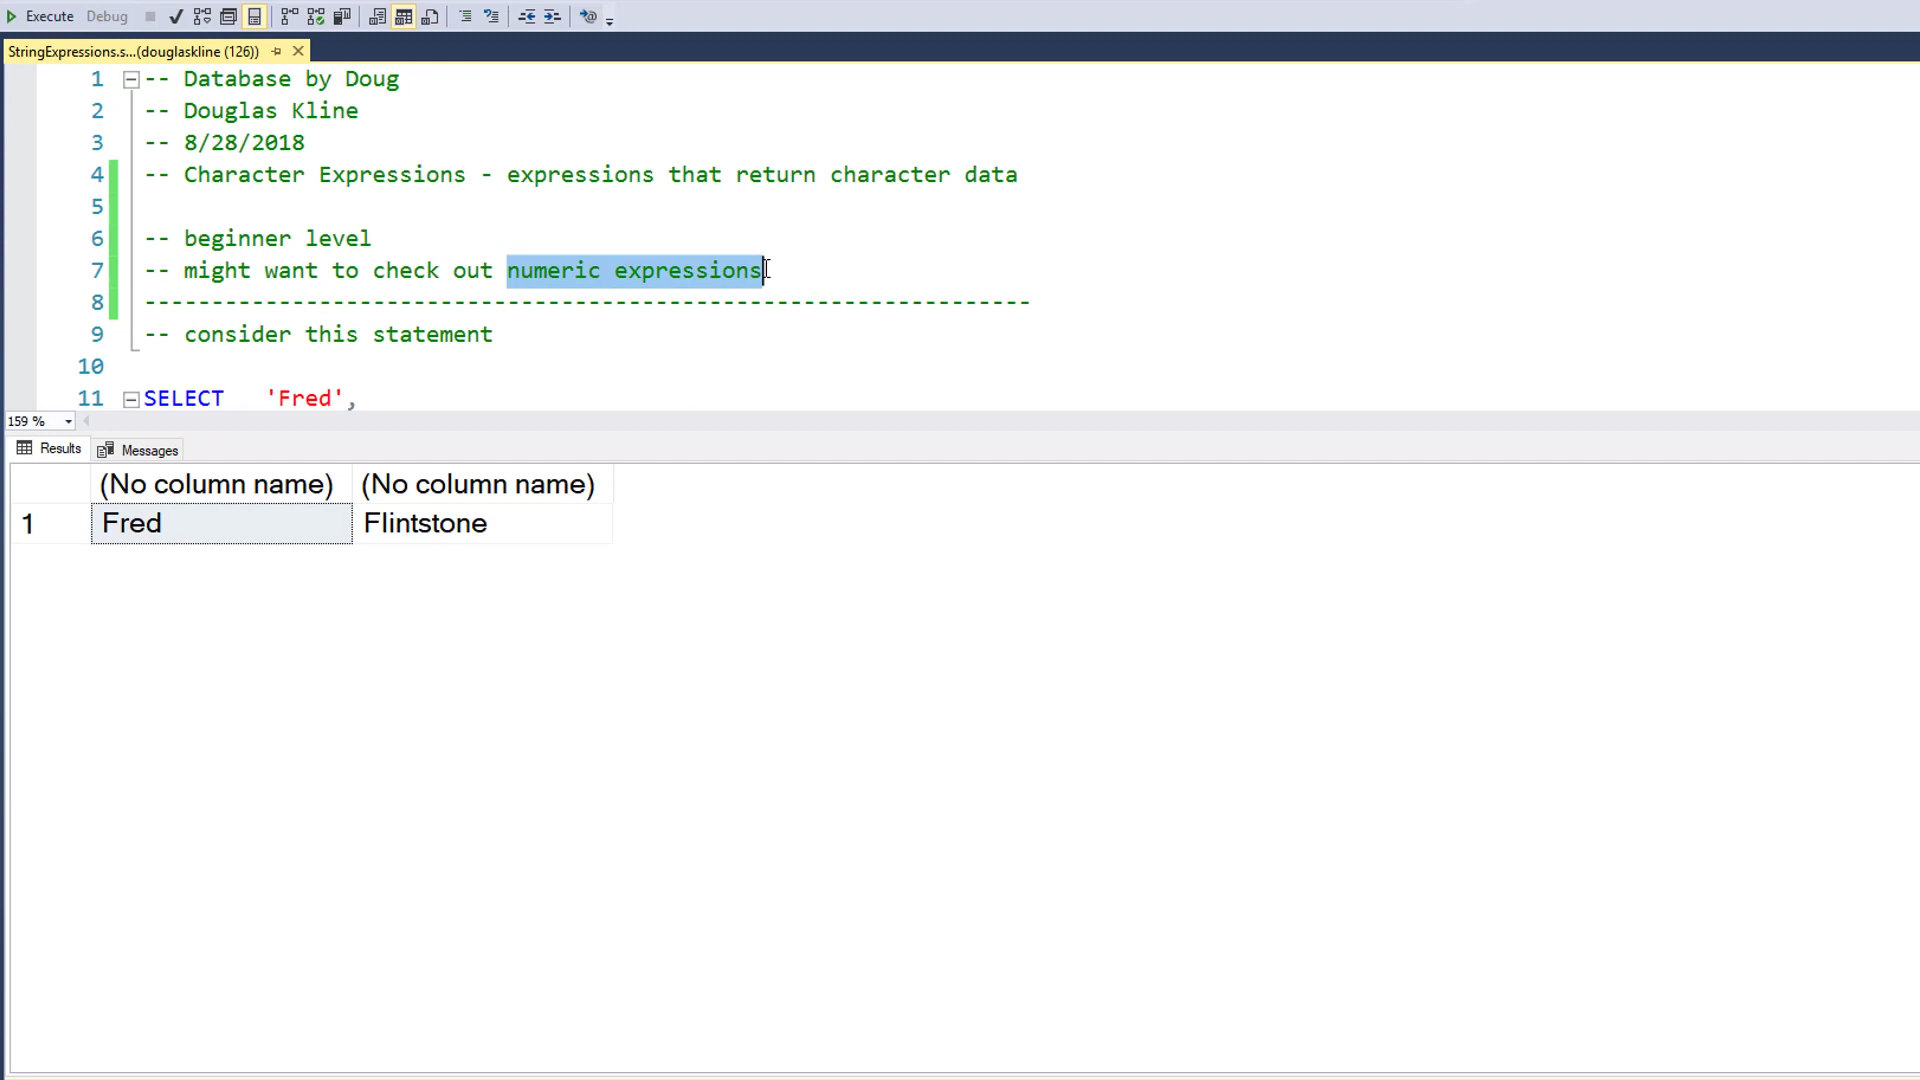 Execute Debug
StringExpressions.s...(douglaskline (126))
1 -- Database by Doug
2 -- Douglas Kline
3 -- 8/28/2018
4 -- Character Expressions - expressions that return character data
5
6 -- beginner level
7 -- might want to check out numeric expressions
8 ------------------------------------------------------------------
9 -- consider this statement
10
11 SELECT 'Fred',
159 %
Results Messages
(No column name) (No column name)
1 Fred Flintstone